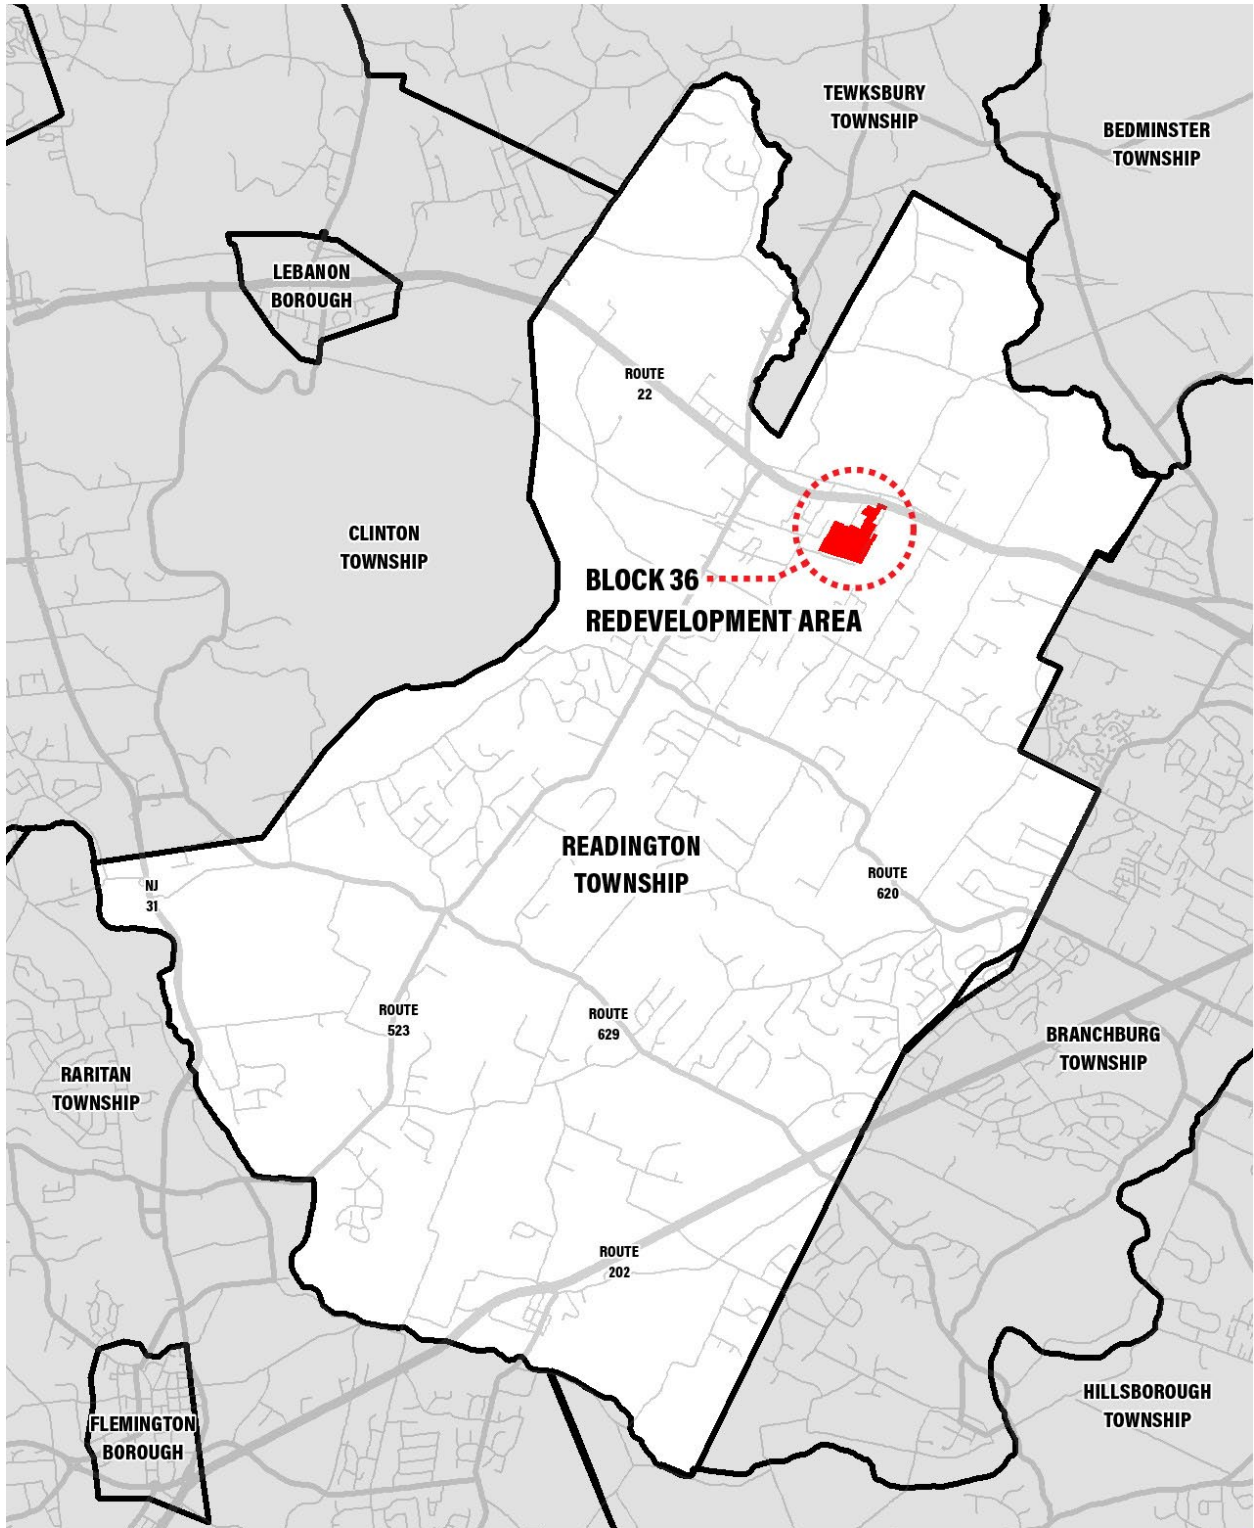 TEWKSBURY
TOWNSHIP
BEDMINSTER
TOWNSHIP
LEBANON
BOROUGH
ROUTE
22
CLINTON
TOWNSHIP
BLOCK 36
REDEVELOPMENT AREA
READINGTON
TOWNSHIP
ROUTE
620
NJ
31
ROUTE
523
ROUTE
629
BRANCHBURG
TOWNSHIP
RARITAN
TOWNSHIP
ROUTE
202
HILLSBOROUGH
TOWNSHIP
FLEMINGTON
BOROUGH